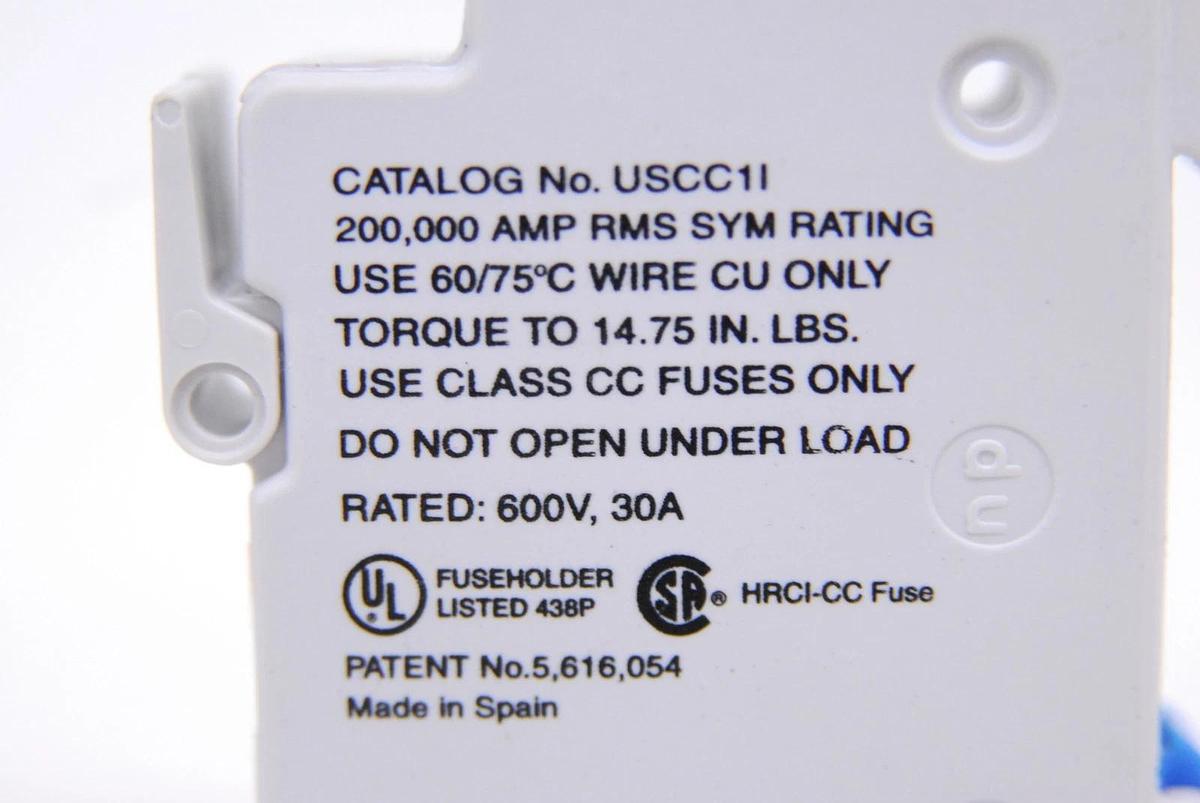 CATALOG No. USCC1I
200,000 AMP RMS SYM RATING
USE 60/75°C WIRE CU ONLY
TORQUE TO 14.75 IN. LBS.
USE CLASS CC FUSES ONLY
DO NOT OPEN UNDER LOAD
RATED: 600V, 30A
UL® FUSEHOLDER
LISTED 438P
SA® HRCI-CC Fuse
PATENT No.5,616,054
Made in Spain